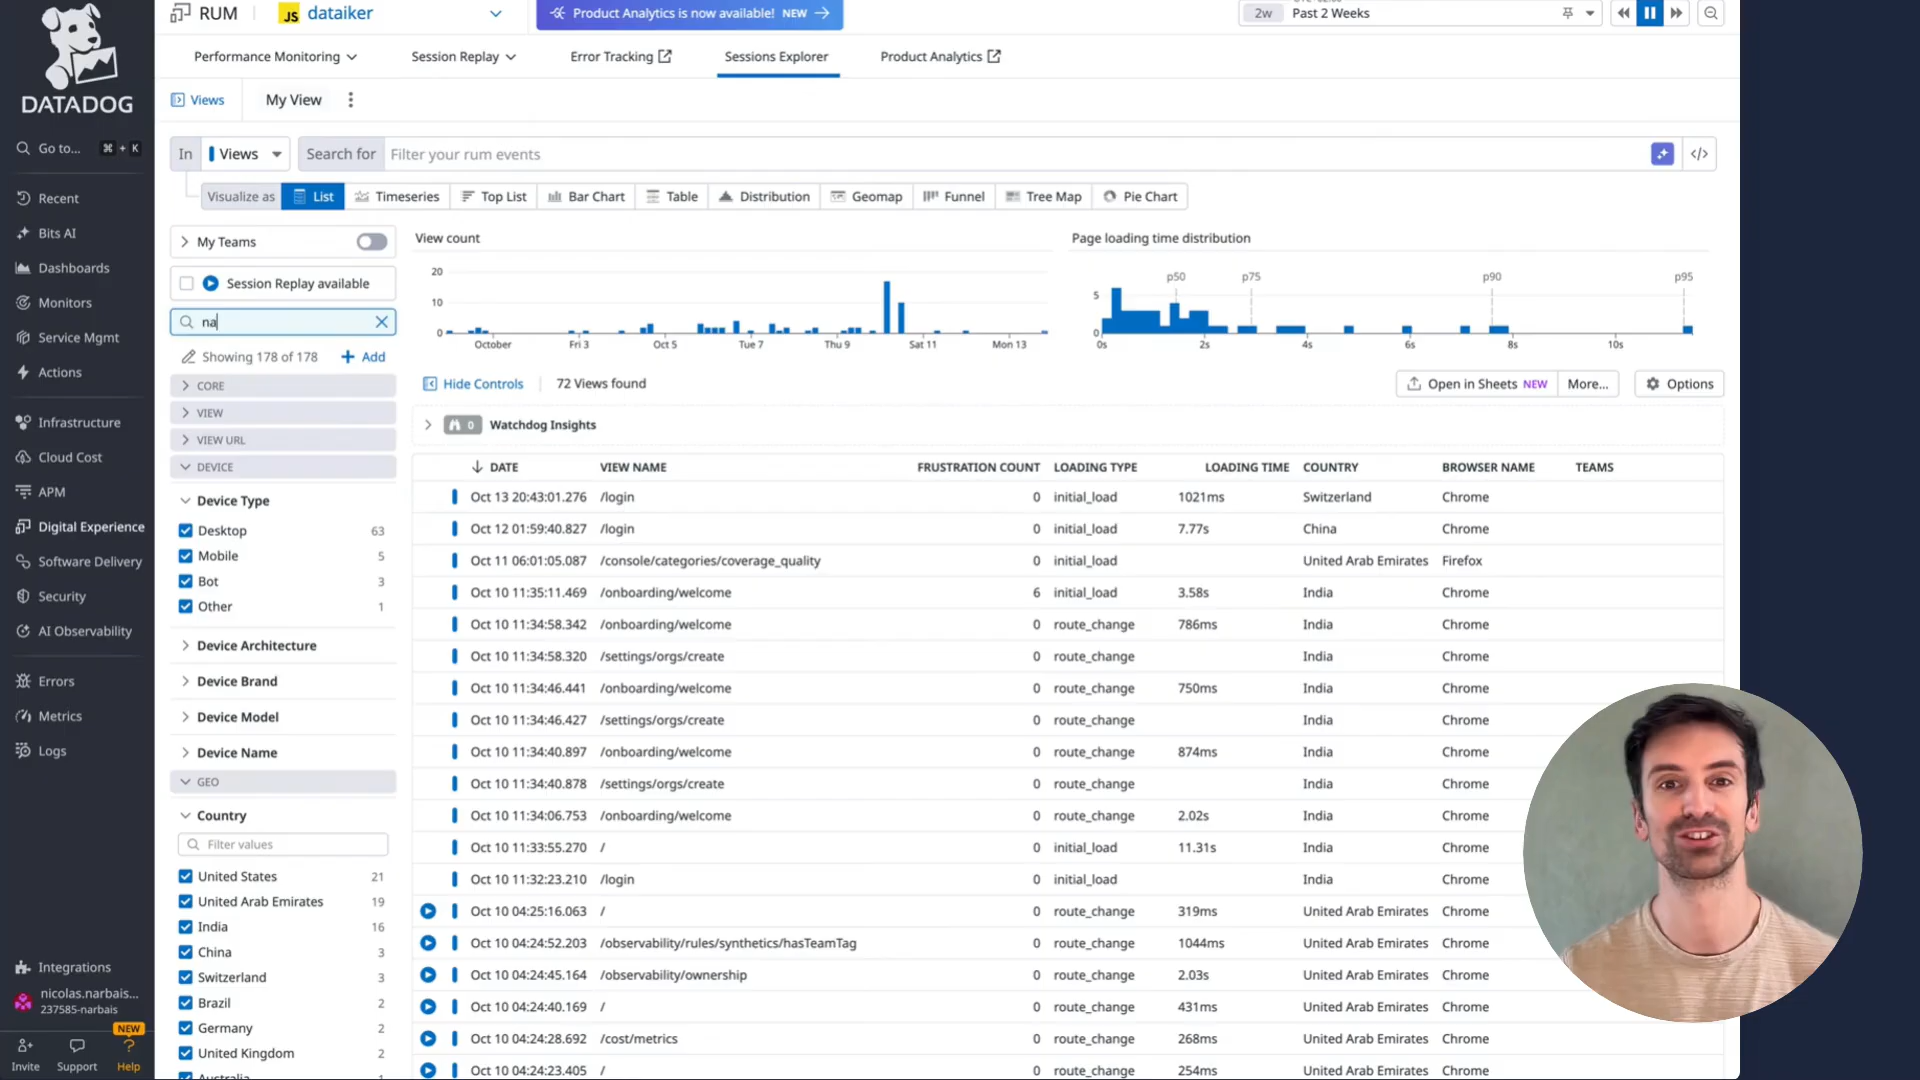 DATADOG
Go to... ⌘ + K
Recent
Bits AI
Dashboards
Monitors
Service Mgmt
Actions
Infrastructure
Cloud Cost
APM
Digital Experience
Software Delivery
Security
AI Observability
Errors
Metrics
Logs
Integrations
nicolas.narbais...
237585-narbais
NEW
Invite Support Help
RUM JS dataiker
Product Analytics is now available! NEW
2w Past 2 Weeks
Performance Monitoring Session Replay Error Tracking Sessions Explorer Product Analytics
Views My View
In Views Search for Filter your rum events </>
Visualize as List Timeseries Top List Bar Chart Table Distribution Geomap Funnel Tree Map Pie Chart
My Teams
Session Replay available
na
Showing 178 of 178 + Add
CORE
VIEW
VIEW URL
DEVICE
Device Type
Desktop 63
Mobile 5
Bot 3
Other 1
Device Architecture
Device Brand
Device Model
Device Name
GEO
Country
Filter values
United States 21
United Arab Emirates 19
India 16
China 3
Switzerland 3
Brazil 2
Germany 2
United Kingdom 2
Australia 1
View count
20
10
0
October Fri 3 Oct 5 Tue 7 Thu 9 Sat 11 Mon 13
Page loading time distribution
p50 p75 p90 p95
5
0
0s 2s 4s 6s 8s 10s
Hide Controls 72 Views found Open in Sheets NEW More... Options
0 Watchdog Insights
DATE VIEW NAME FRUSTRATION COUNT LOADING TYPE LOADING TIME COUNTRY BROWSER NAME TEAMS
Oct 13 20:43:01.276 /login 0 initial_load 1021ms Switzerland Chrome
Oct 12 01:59:40.827 /login 0 initial_load 7.77s China Chrome
Oct 11 06:01:05.087 /console/categories/coverage_quality 0 initial_load United Arab Emirates Firefox
Oct 10 11:35:11.469 /onboarding/welcome 6 initial_load 3.58s India Chrome
Oct 10 11:34:58.342 /onboarding/welcome 0 route_change 786ms India Chrome
Oct 10 11:34:58.320 /settings/orgs/create 0 route_change India Chrome
Oct 10 11:34:46.441 /onboarding/welcome 0 route_change 750ms India Chrome
Oct 10 11:34:46.427 /settings/orgs/create 0 route_change India Chrome
Oct 10 11:34:40.897 /onboarding/welcome 0 route_change 874ms India Chrome
Oct 10 11:34:40.878 /settings/orgs/create 0 route_change India Chrome
Oct 10 11:34:06.753 /onboarding/welcome 0 route_change 2.02s India Chrome
Oct 10 11:33:55.270 / 0 initial_load 11.31s India Chrome
Oct 10 11:32:23.210 /login 0 initial_load India Chrome
Oct 10 04:25:16.063 / 0 route_change 319ms United Arab Emirates Chrome
Oct 10 04:24:52.203 /observability/rules/synthetics/hasTeamTag 0 route_change 1044ms United Arab Emirates Chrome
Oct 10 04:24:45.164 /observability/ownership 0 route_change 2.03s United Arab Emirates Chrome
Oct 10 04:24:40.169 / 0 route_change 431ms United Arab Emirates Chrome
Oct 10 04:24:28.692 /cost/metrics 0 route_change 268ms United Arab Emirates Chrome
Oct 10 04:24:23.405 / 0 route_change 254ms United Arab Emirates Chrome